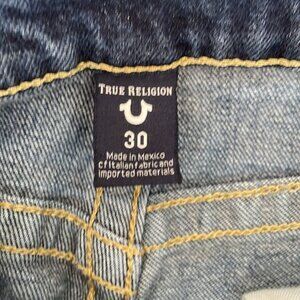 TRUE RELIGION
30
Made in Mexico
of Italian fabric and
imported materials